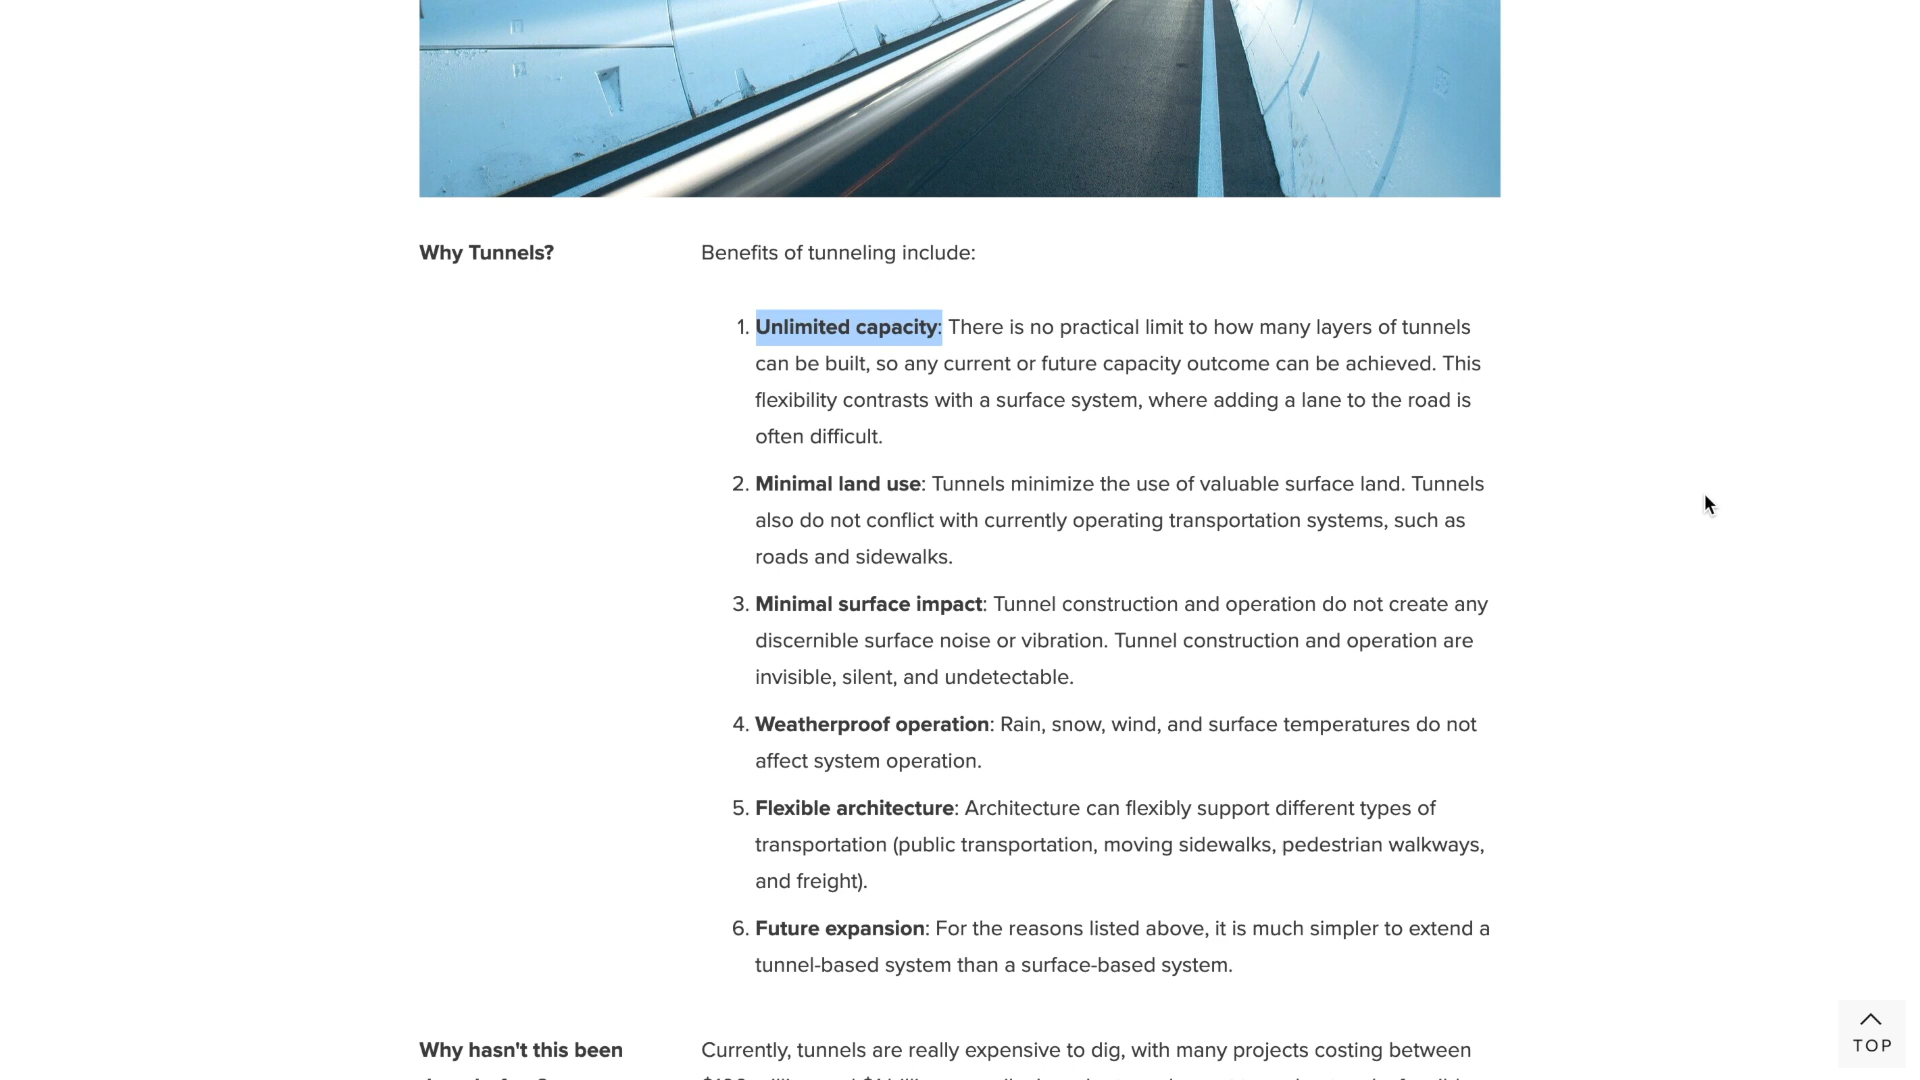 Why Tunnels?
Benefits of tunneling include:
1. Unlimited capacity: There is no practical limit to how many layers of tunnels
can be built, so any current or future capacity outcome can be achieved. This
flexibility contrasts with a surface system, where adding a lane to the road is
often difficult.
2. Minimal land use: Tunnels minimize the use of valuable surface land. Tunnels
also do not conflict with currently operating transportation systems, such as
roads and sidewalks.
3. Minimal surface impact: Tunnel construction and operation do not create any
discernible surface noise or vibration. Tunnel construction and operation are
invisible, silent, and undetectable.
4. Weatherproof operation: Rain, snow, wind, and surface temperatures do not
affect system operation.
5. Flexible architecture: Architecture can flexibly support different types of
transportation (public transportation, moving sidewalks, pedestrian walkways,
and freight).
6. Future expansion: For the reasons listed above, it is much simpler to extend a
tunnel-based system than a surface-based system.
Why hasn't this been
Currently, tunnels are really expensive to dig, with many projects costing between
TOP